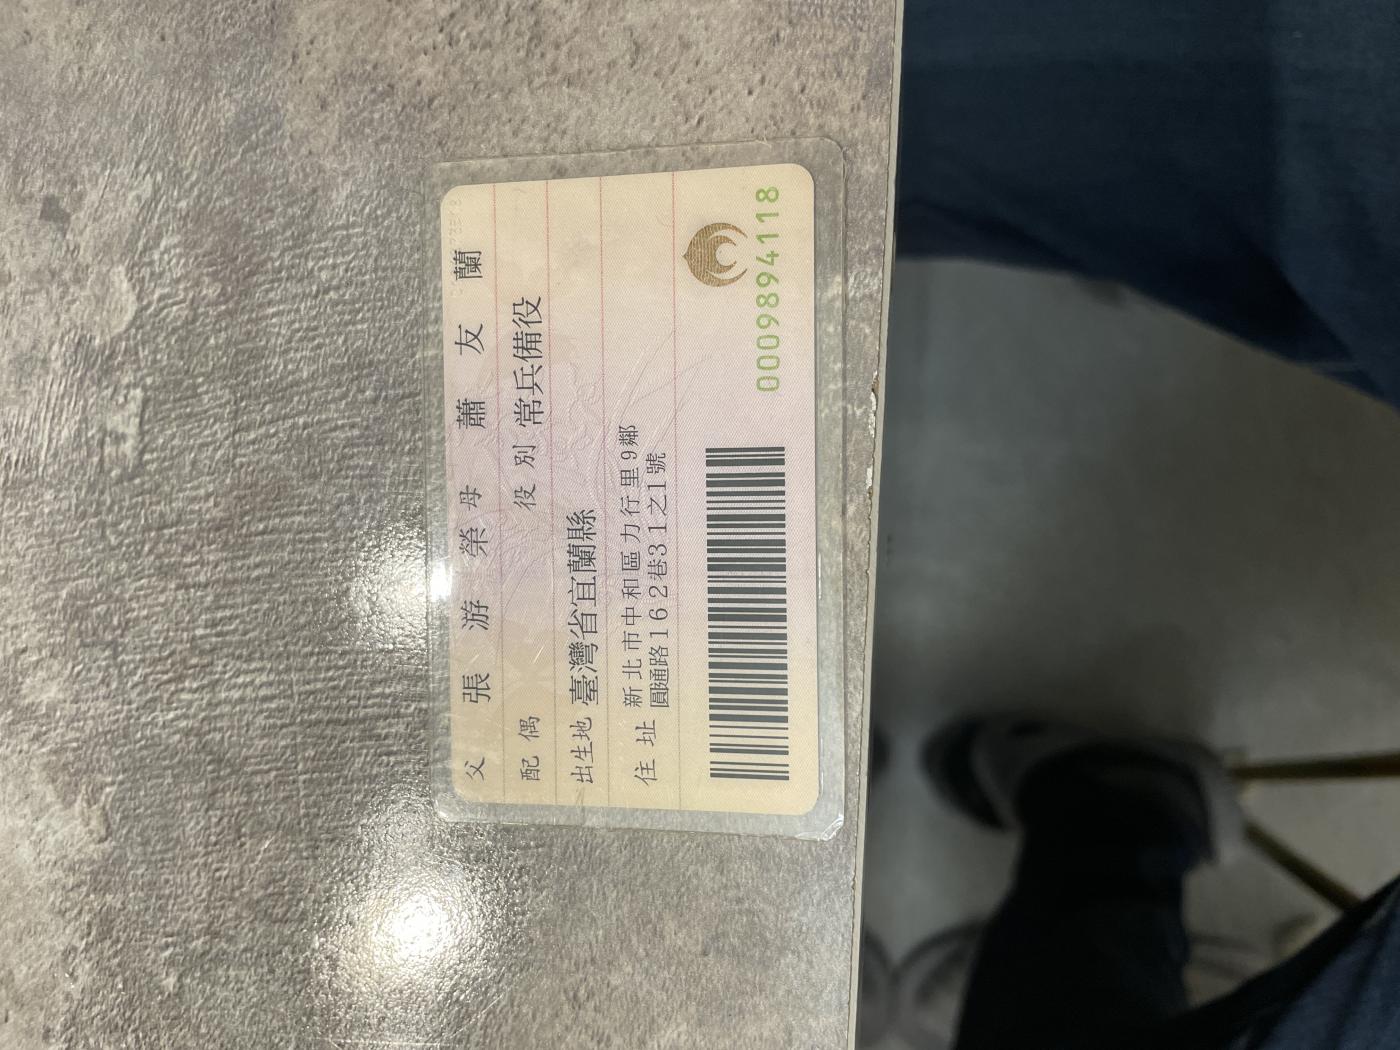 父 張游榮 母 蕭友蘭
配偶 役別 常兵備役
出生地 臺灣省宜蘭縣
住址 新北市中和區力行里9鄰
圓通路162巷31之1號
0009894118